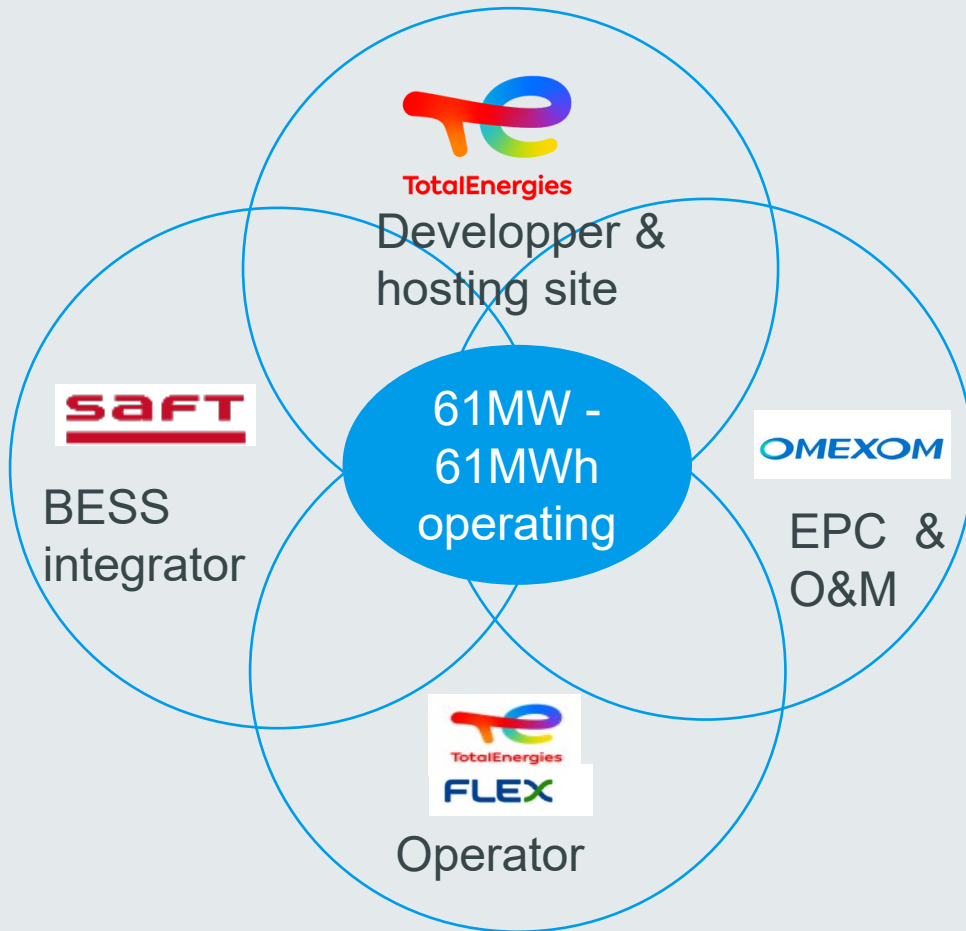 TotalEnergies
Developper &
hosting site
saFT
BESS
integrator
61MW -
61MWh
operating
OMEXOM
EPC &
O&M
TotalEnergies
FLEX
Operator